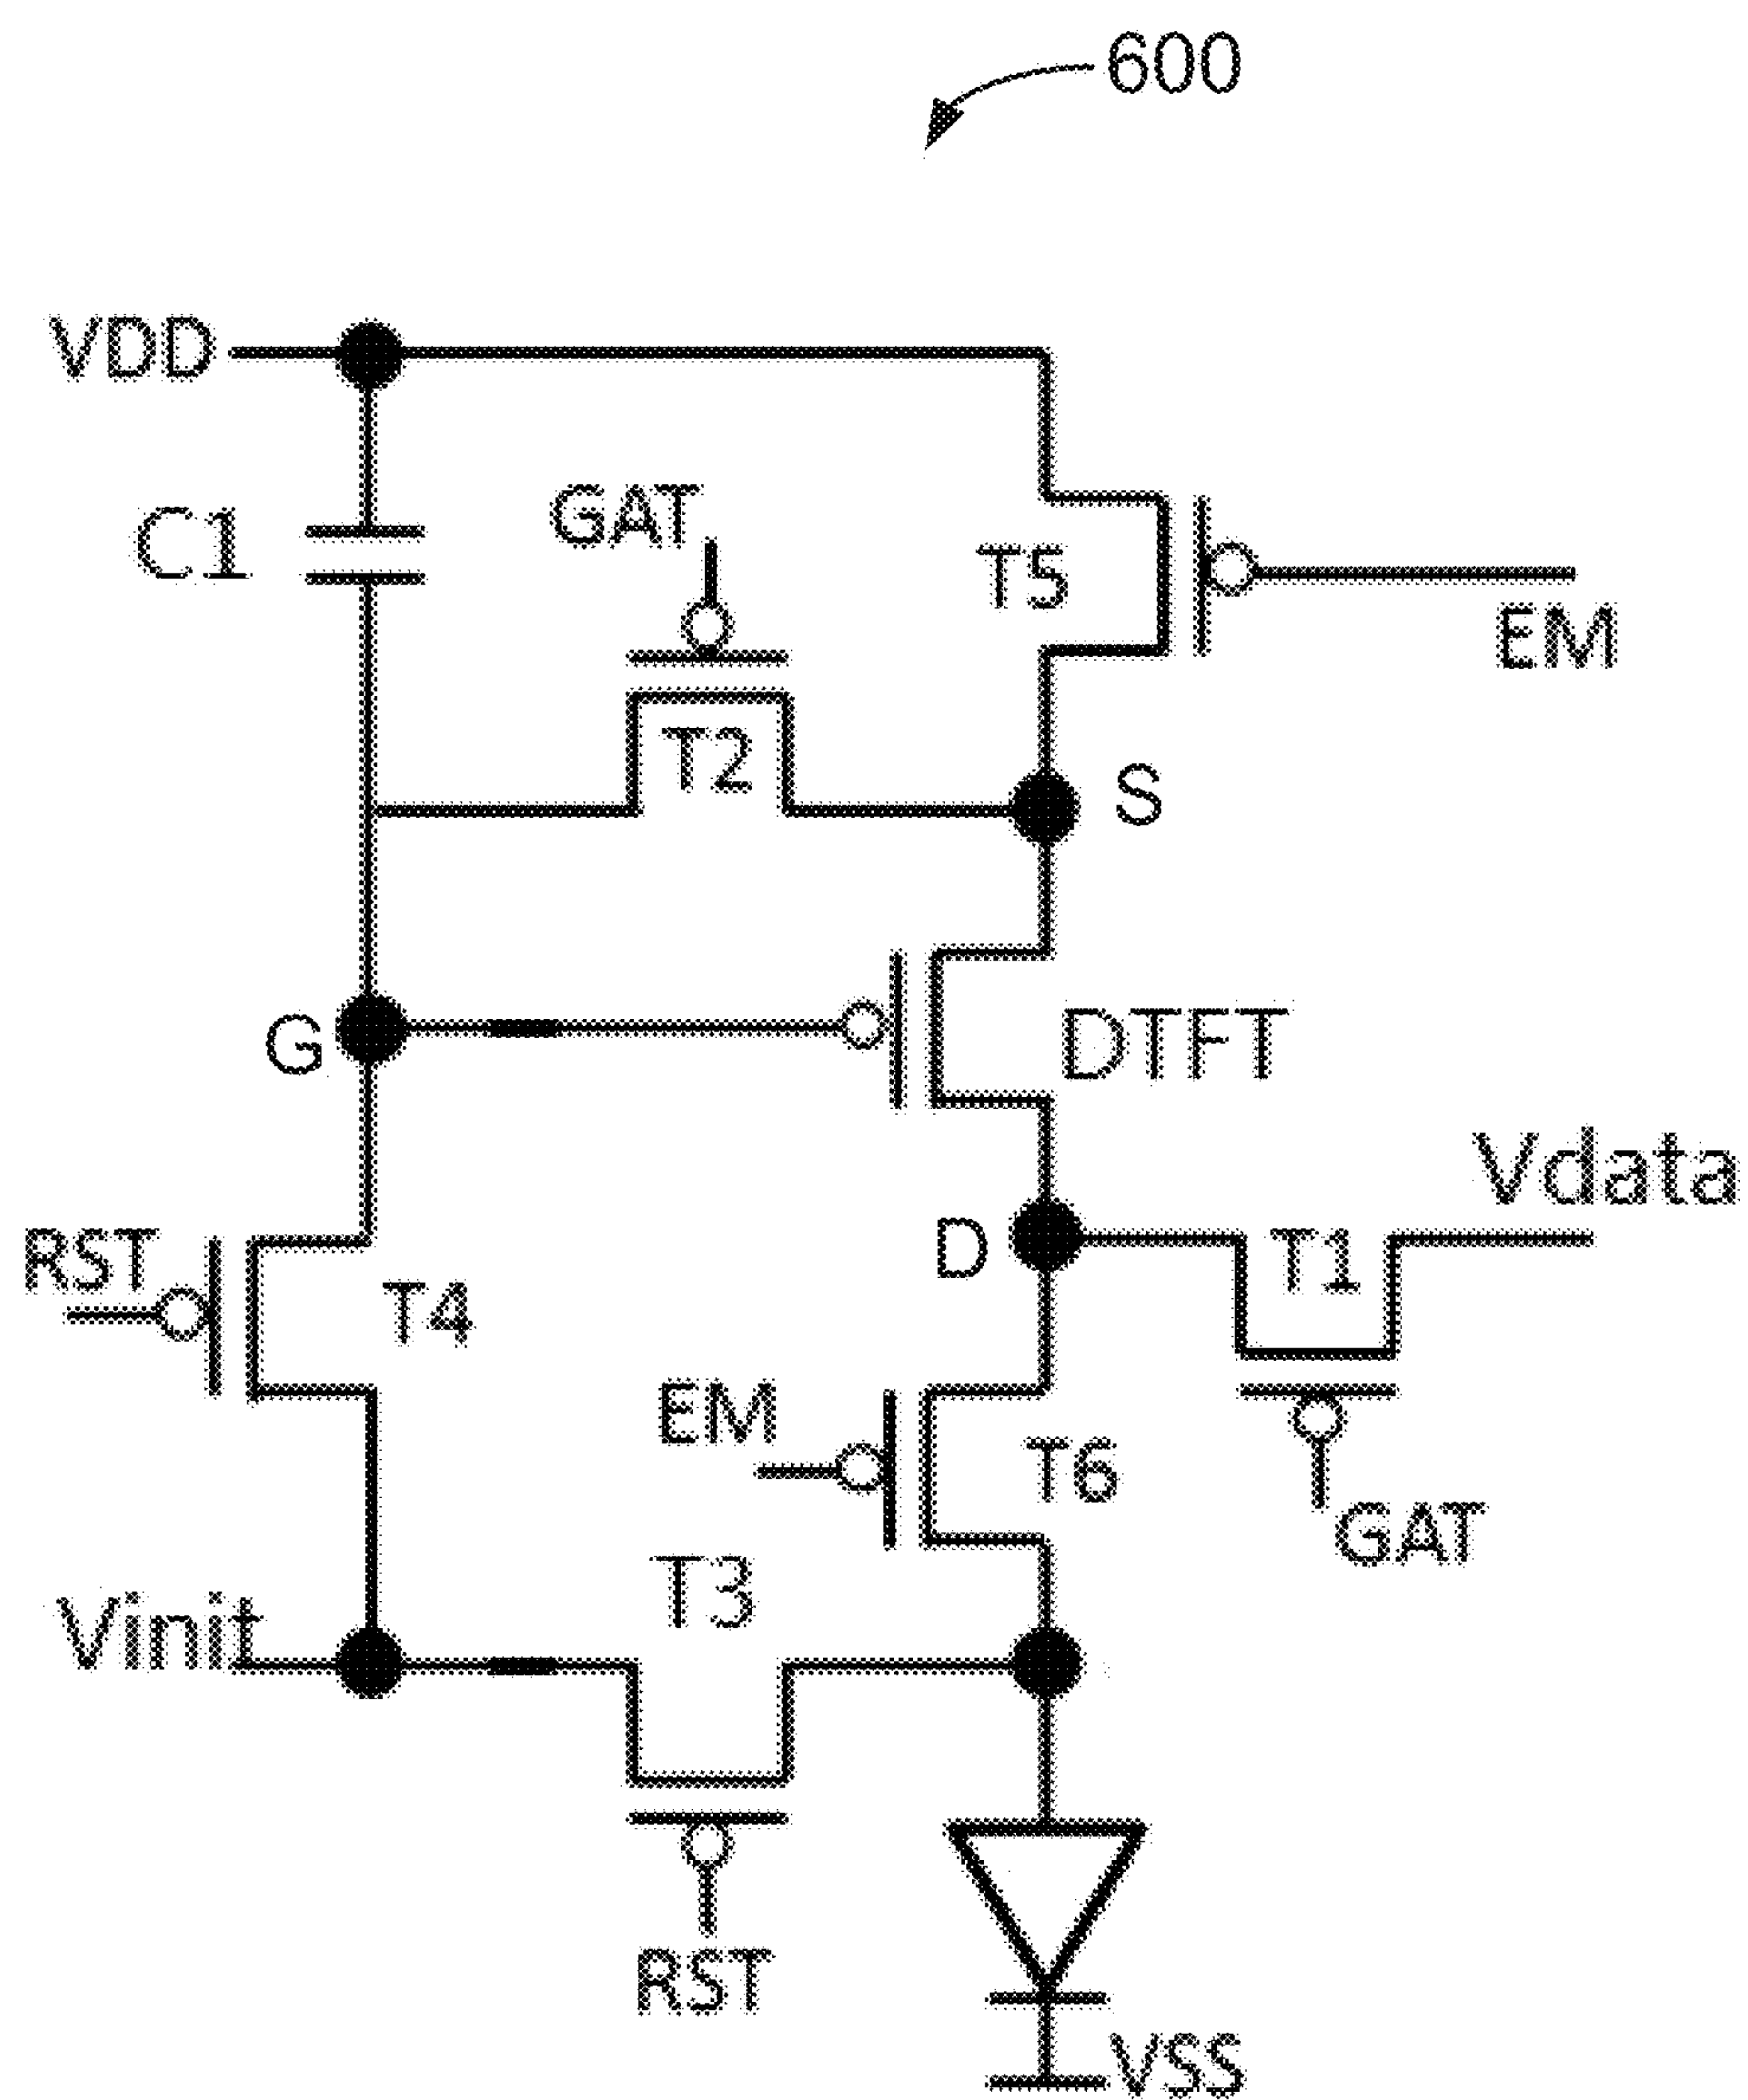 600
VDD
C1
GAT
T5
EM
T2
S
G
DTFT
Vdata
RST
T4
D
T1
EM
T6
GAT
Vinit
T3
RST
VSS